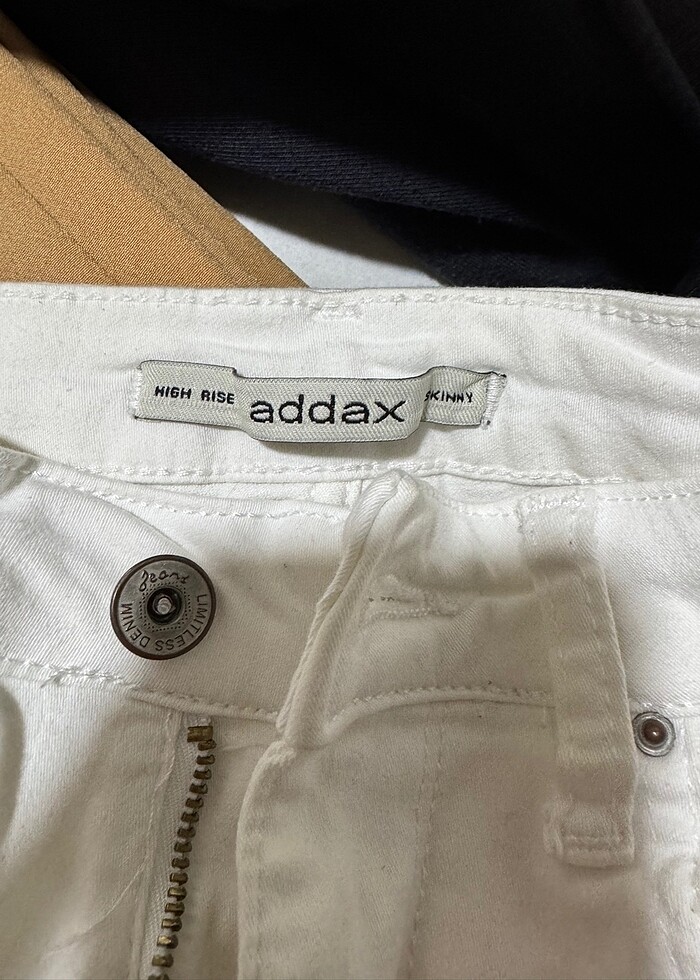 HIGH RISE addax SKINNY
Jeans
LIMITLESS DENIM